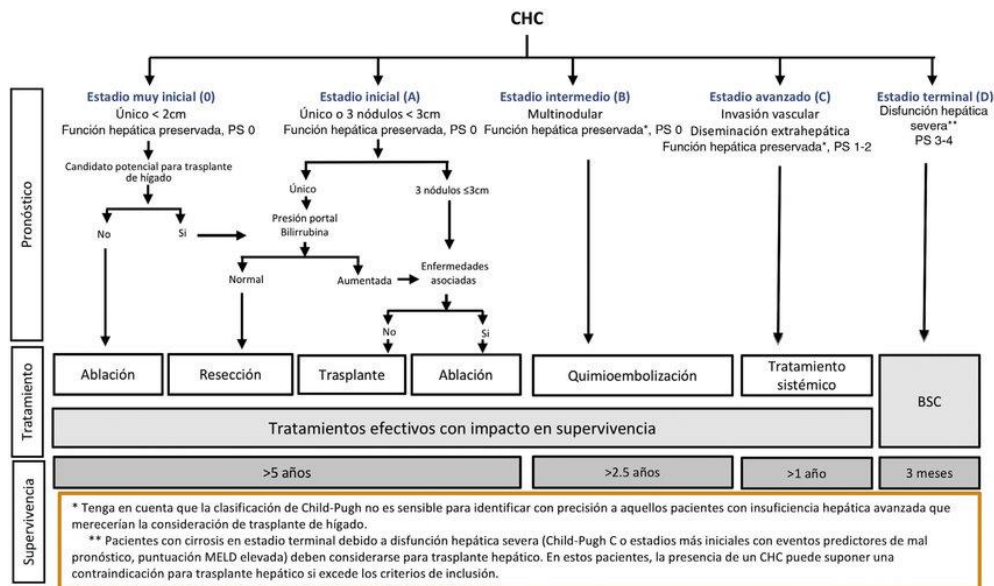 CHC
Pronóstico
Estadio muy inicial (0)
Único < 2cm
Función hepática preservada, PS 0
Candidato potencial para trasplante
de hígado
No
Si
Estadio inicial (A)
Único o 3 nódulos < 3cm
Función hepática preservada, PS 0
Único
3 nódulos ≤3cm
Presión portal
Bilirrubina
Normal
Aumentada
Enfermedades
asociadas
No
Si
Estadio intermedio (B)
Multinodular
Función hepática preservada*, PS 0
Estadio avanzado (C)
Invasión vascular
Diseminación extrahepática
Función hepática preservada*, PS 1-2
Estadio terminal (D)
Disfunción hepática
severa**
PS 3-4
Tratamiento
Ablación
Resección
Trasplante
Ablación
Quimioembolización
Tratamiento
sistémico
BSC
Tratamientos efectivos con impacto en supervivencia
Supervivencia
>5 años
>2.5 años
>1 año
3 meses
* Tenga en cuenta que la clasificación de Child-Pugh no es sensible para identificar con precisión a aquellos pacientes con insuficiencia hepática avanzada que
merecerían la consideración de trasplante de hígado.
** Pacientes con cirrosis en estadio terminal debido a disfunción hepática severa (Child-Pugh C o estadios más iniciales con eventos predictores de mal
pronóstico, puntuación MELD elevada) deben considerarse para trasplante hepático. En estos pacientes, la presencia de un CHC puede suponer una
contraindicación para trasplante hepático si excede los criterios de inclusión.